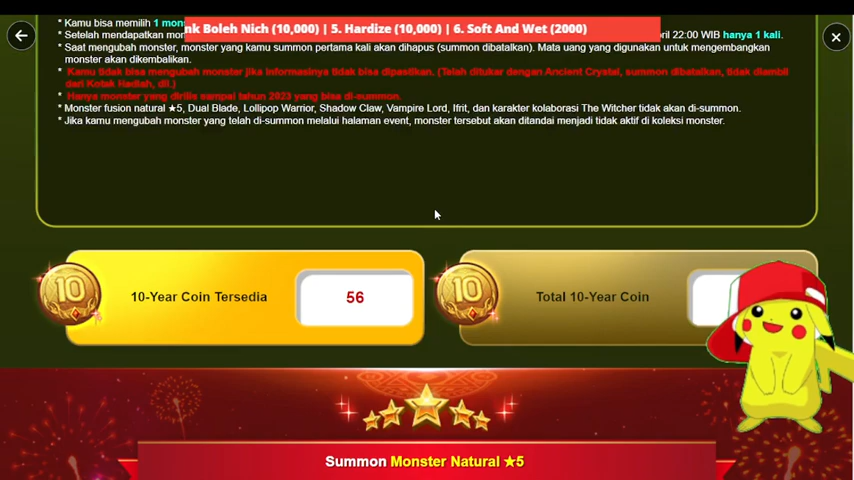 * Kamu bisa memilih 1 mon
nk Boleh Nich (10,000) | 5. Hardize (10,000) | 6. Soft And Wet (2000)
* Setelah mendapatkan mon
ril 22:00 WIB hanya 1 kali.
* Saat mengubah monster, monster yang kamu summon pertama kali akan dihapus (summon dibatalkan). Mata uang yang digunakan untuk mengembangkan
monster akan dikembalikan.
* Kamu tidak bisa mengubah monster jika informasinya tidak bisa dipastikan. (Telah ditukar dengan Ancient Crystal, summon dibatalkan, tidak diambil
dari Kotak Hadiah, dll.)
* Hanya monster yang dirilis sampai tahun 2023 yang bisa di-summon.
* Monster fusion natural ★5, Dual Blade, Lollipop Warrior, Shadow Claw, Vampire Lord, Ifrit, dan karakter kolaborasi The Witcher tidak akan di-summon.
* Jika kamu mengubah monster yang telah di-summon melalui halaman event, monster tersebut akan ditandai menjadi tidak aktif di koleksi monster.
10
10-Year Coin Tersedia
56
10
Total 10-Year Coin
Summon Monster Natural ★5